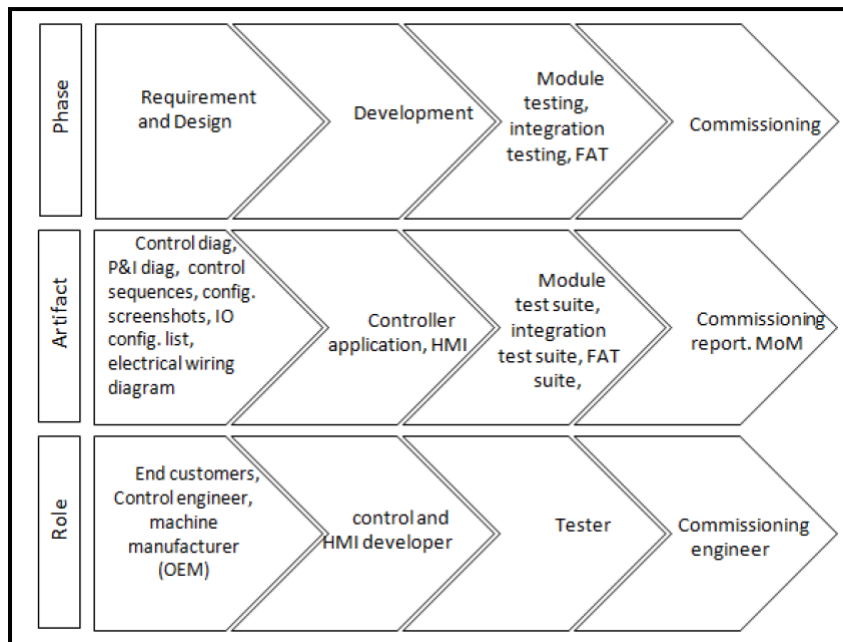 Phase
Requirement
and Design
Development
Module
testing,
integration
testing, FAT
Commissioning
Artifact
Control diag,
P&I diag, control
sequences, config.
screenshots, IO
config. list,
electrical wiring
diagram
Controller
application, HMI
Module
test suite,
integration
test suite, FAT
suite,
Commissioning
report. MoM
Role
End customers,
Control engineer,
machine
manufacturer
(OEM)
control and
HMI developer
Tester
Commissioning
engineer